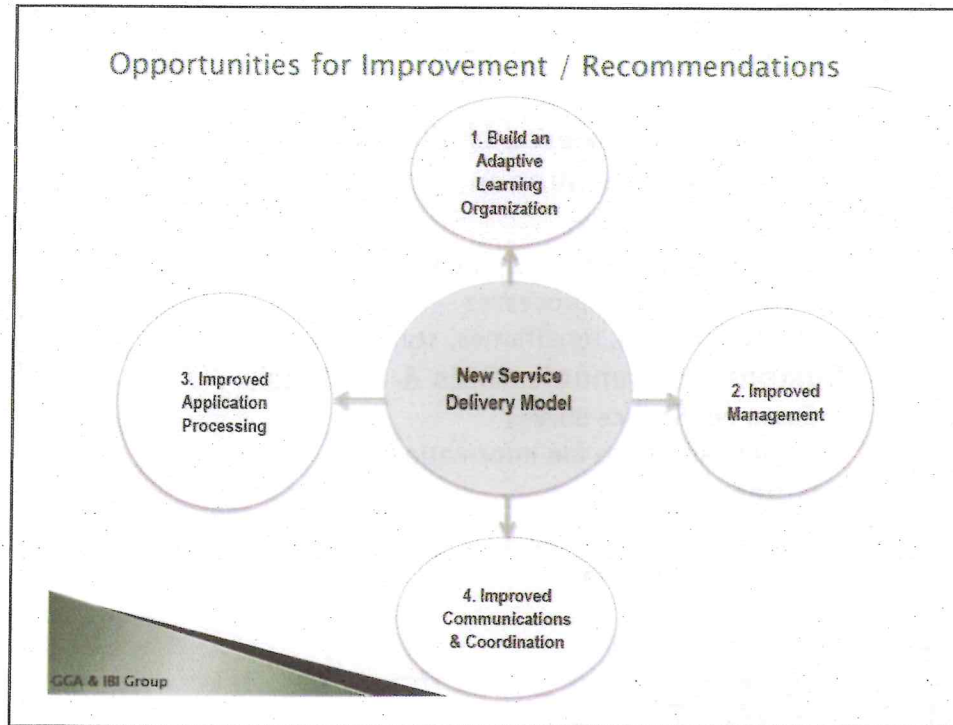 Opportunities for Improvement / Recommendations
1. Build an
Adaptive
Learning
Organization
3. Improved
Application
Processing
New Service
Delivery Model
2. Improved
Management
4. Improved
Communications
& Coordination
GGA & IBI Group